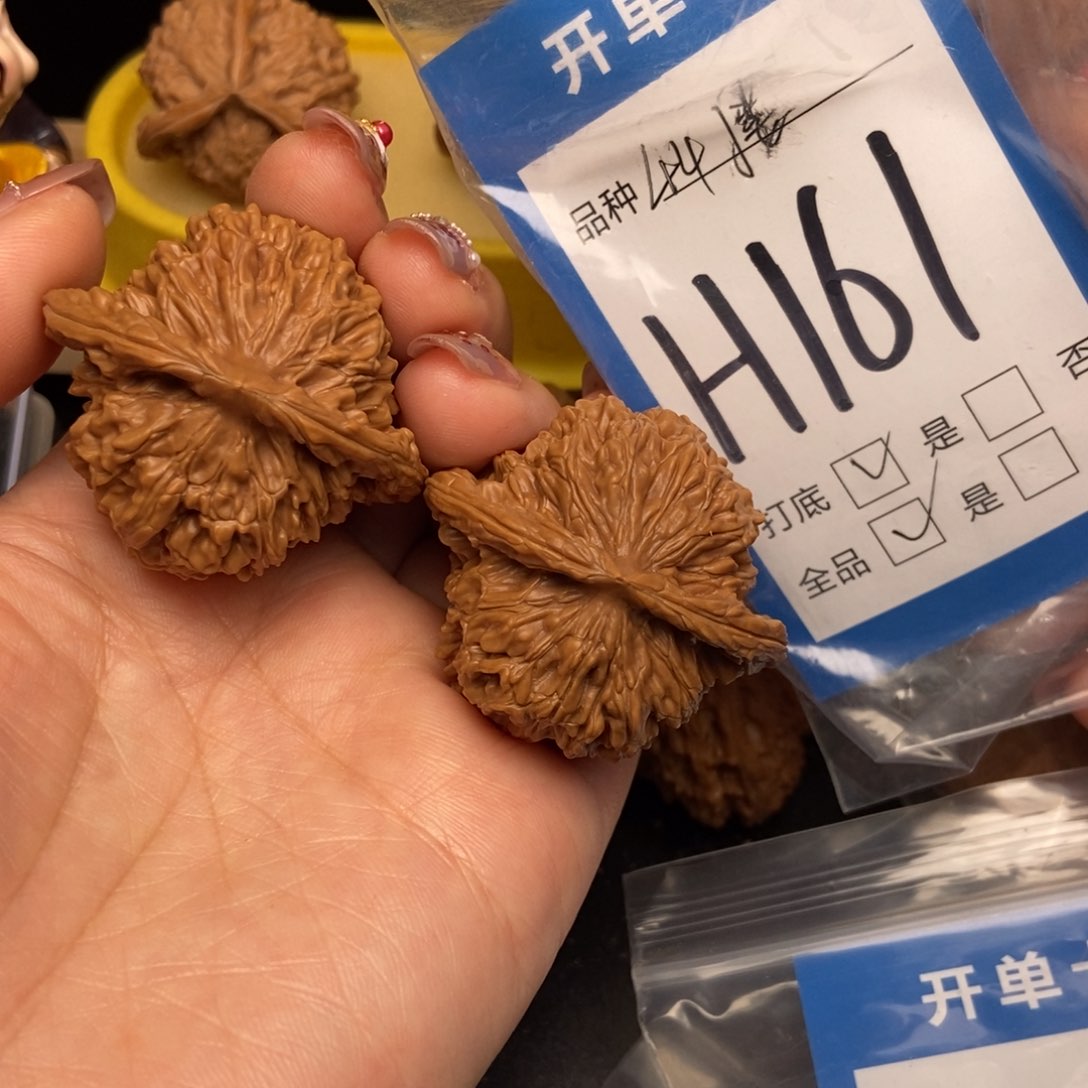 开单
品种
H161
打底 是 否
全品 是
开单